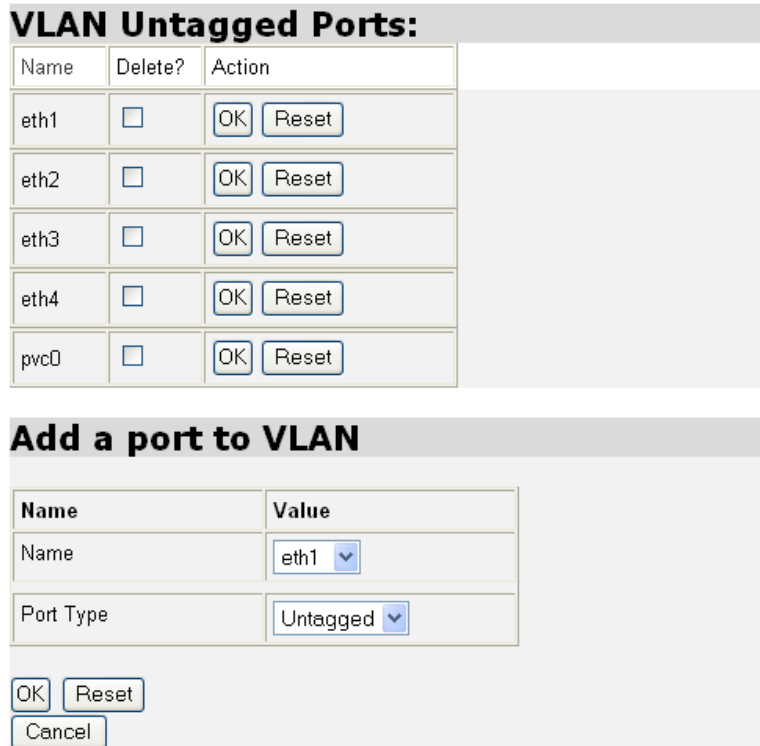 VLAN Untagged Ports:
Name Delete? Action
eth1 OK Reset
eth2 OK Reset
eth3 OK Reset
eth4 OK Reset
pvc0 OK Reset
Add a port to VLAN
Name Value
Name eth1
Port Type Untagged
OK Reset
Cancel